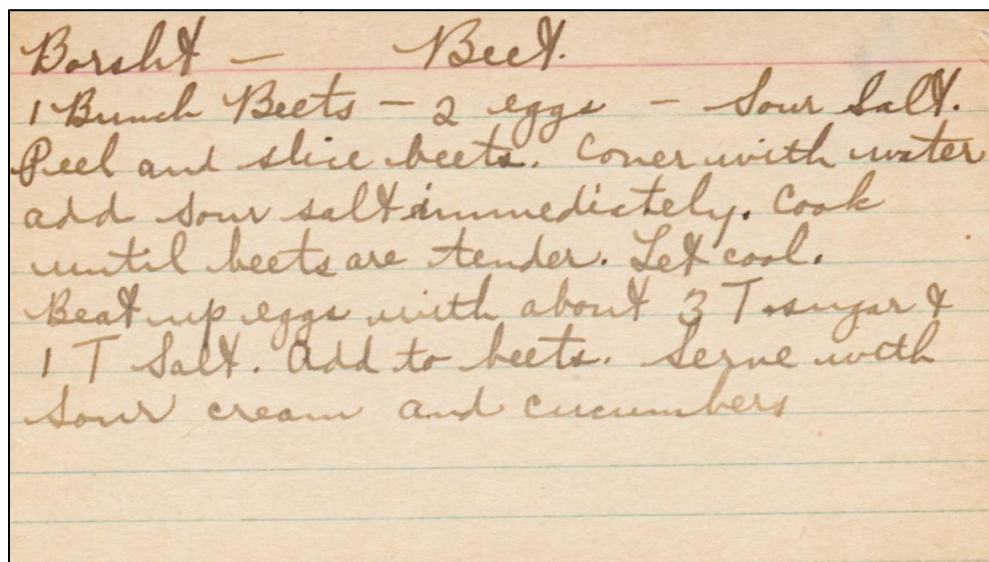 Borsht — Beet.
1 Bunch Beets — 2 eggs — Sour Salt.
Peel and slice beets. Cover with water
add sour salt immediately. Cook
until beets are tender. Let cool.
Beat up eggs with about 3 T. sugar &
1 T Salt. Add to beets. Serve with
Sour cream and cucumbers